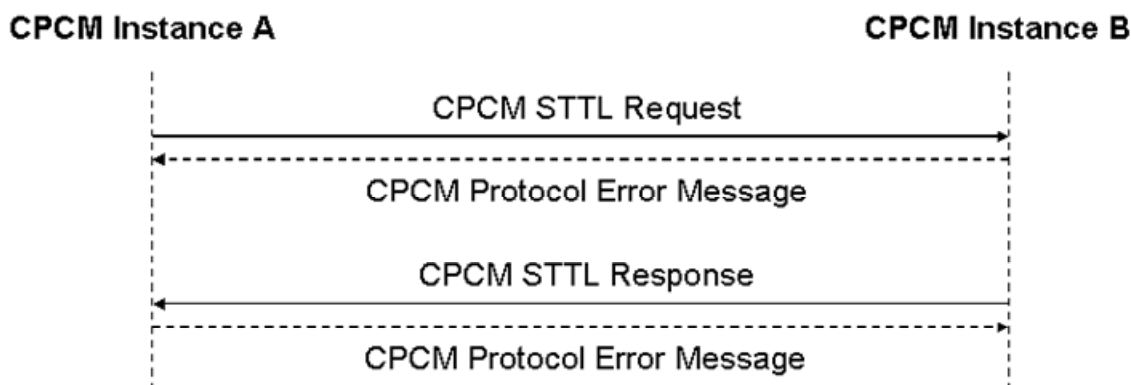 CPCM Instance A
CPCM Instance B
CPCM STTL Request
CPCM Protocol Error Message
CPCM STTL Response
CPCM Protocol Error Message